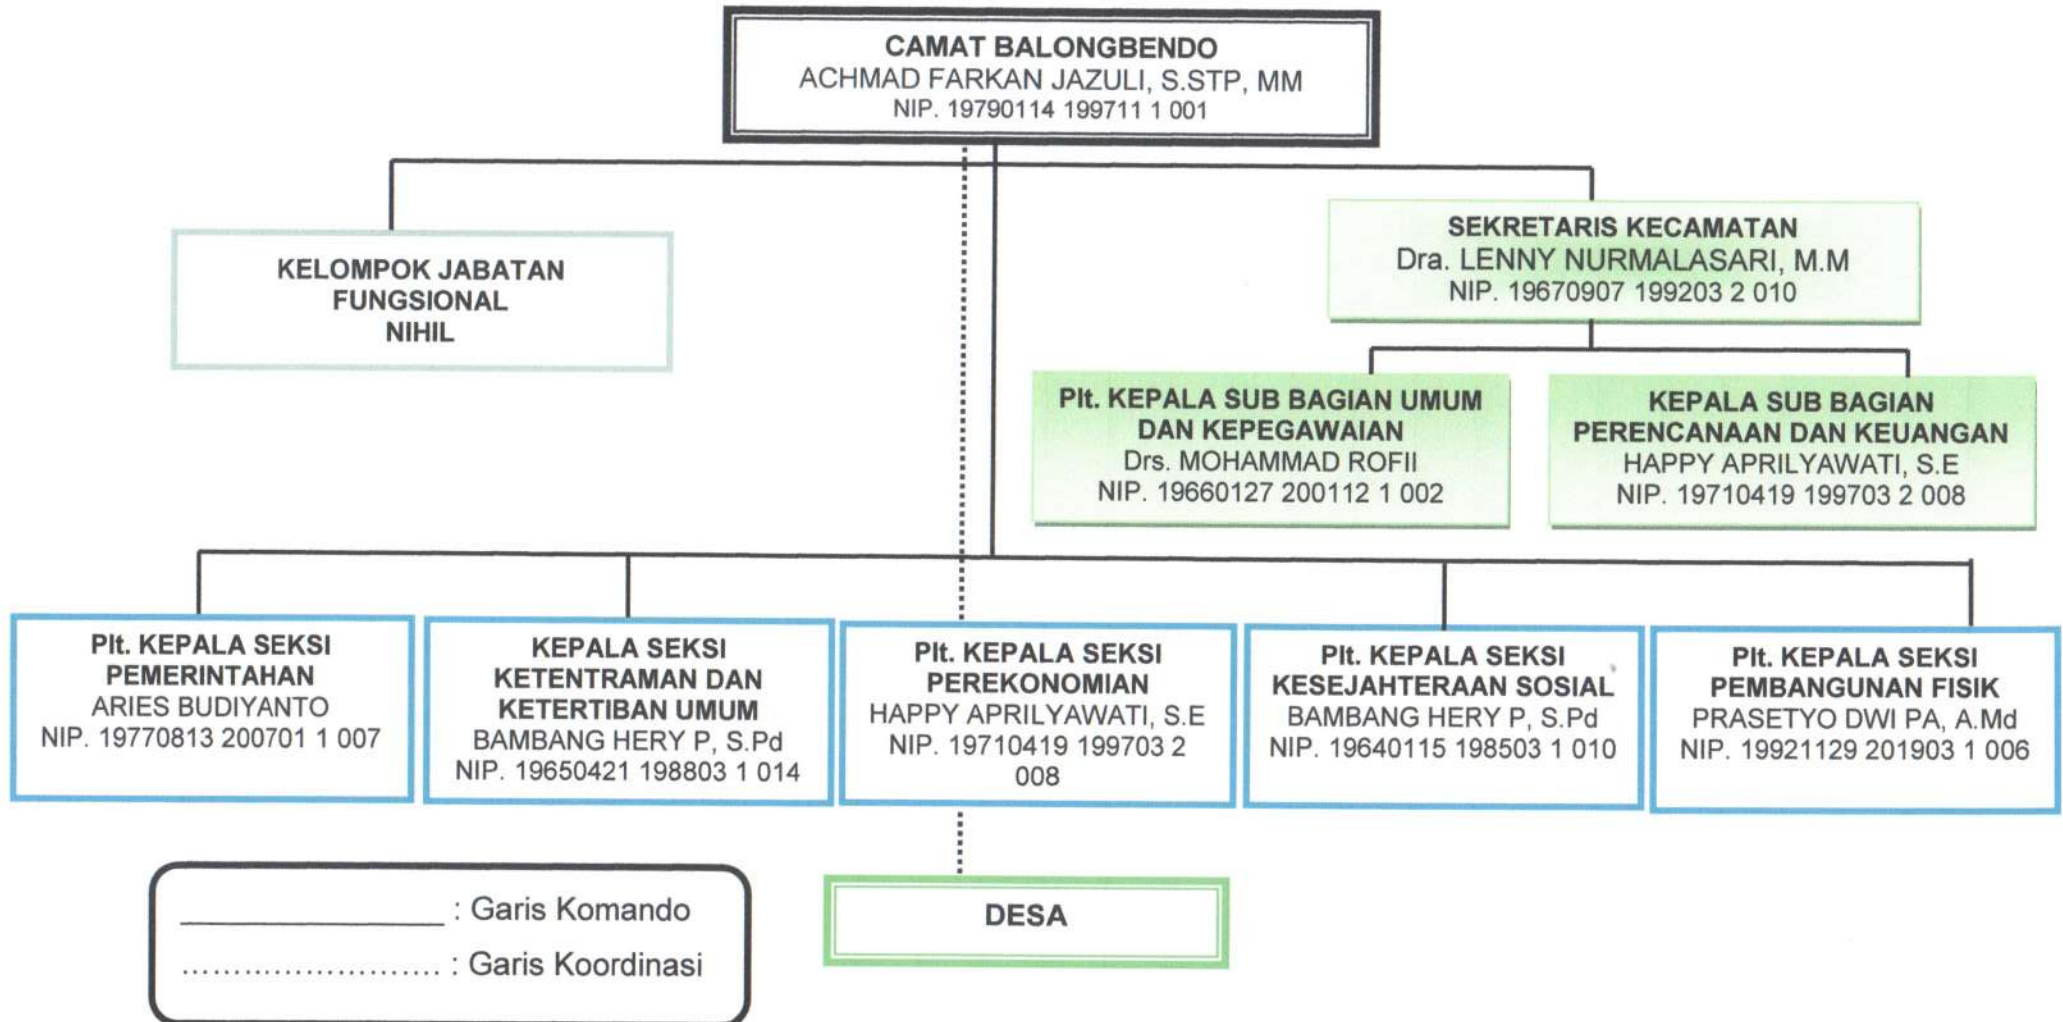 CAMAT BALONGBENDO
ACHMAD FARKAN JAZULI, S.STP, MM
NIP. 19790114 199711 1 001
KELOMPOK JABATAN
FUNGSIONAL
NIHIL
SEKRETARIS KECAMATAN
Dra. LENNY NURMALASARI, M.M
NIP. 19670907 199203 2 010
Plt. KEPALA SUB BAGIAN UMUM
DAN KEPEGAWAIAN
Drs. MOHAMMAD ROFII
NIP. 19660127 200112 1 002
KEPALA SUB BAGIAN
PERENCANAAN DAN KEUANGAN
HAPPY APRILYAWATI, S.E
NIP. 19710419 199703 2 008
Plt. KEPALA SEKSI
PEMERINTAHAN
ARIES BUDIYANTO
NIP. 19770813 200701 1 007
KEPALA SEKSI
KETENTRAMAN DAN
KETERTIBAN UMUM
BAMBANG HERY P, S.Pd
NIP. 19650421 198803 1 014
Plt. KEPALA SEKSI
PEREKONOMIAN
HAPPY APRILYAWATI, S.E
NIP. 19710419 199703 2
008
Plt. KEPALA SEKSI
KESEJAHTERAAN SOSIAL
BAMBANG HERY P, S.Pd
NIP. 19640115 198503 1 010
Plt. KEPALA SEKSI
PEMBANGUNAN FISIK
PRASETYO DWI PA, A.Md
NIP. 19921129 201903 1 006
: Garis Komando
: Garis Koordinasi
DESA